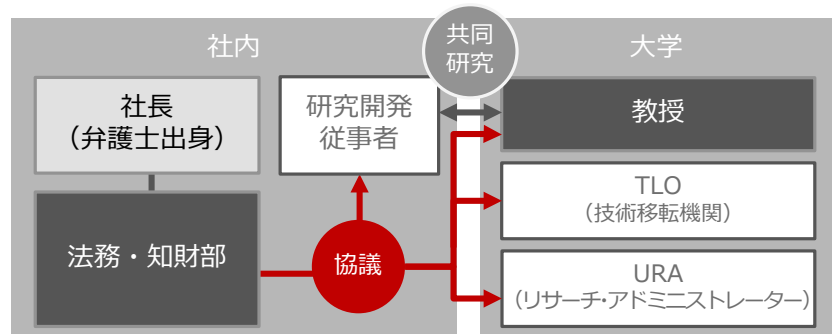 社内
共同
研究
大学
社長
(弁護士出身)
研究開発
従事者
教授
TLO
(技術移転機関)
法務・知財部
協議
URA
(リサーチ・アドミニストレーター)